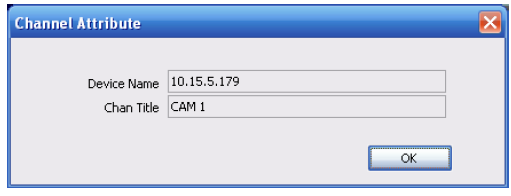 Channel Attribute
Device Name 10.15.5.179
Chan Title CAM 1
OK